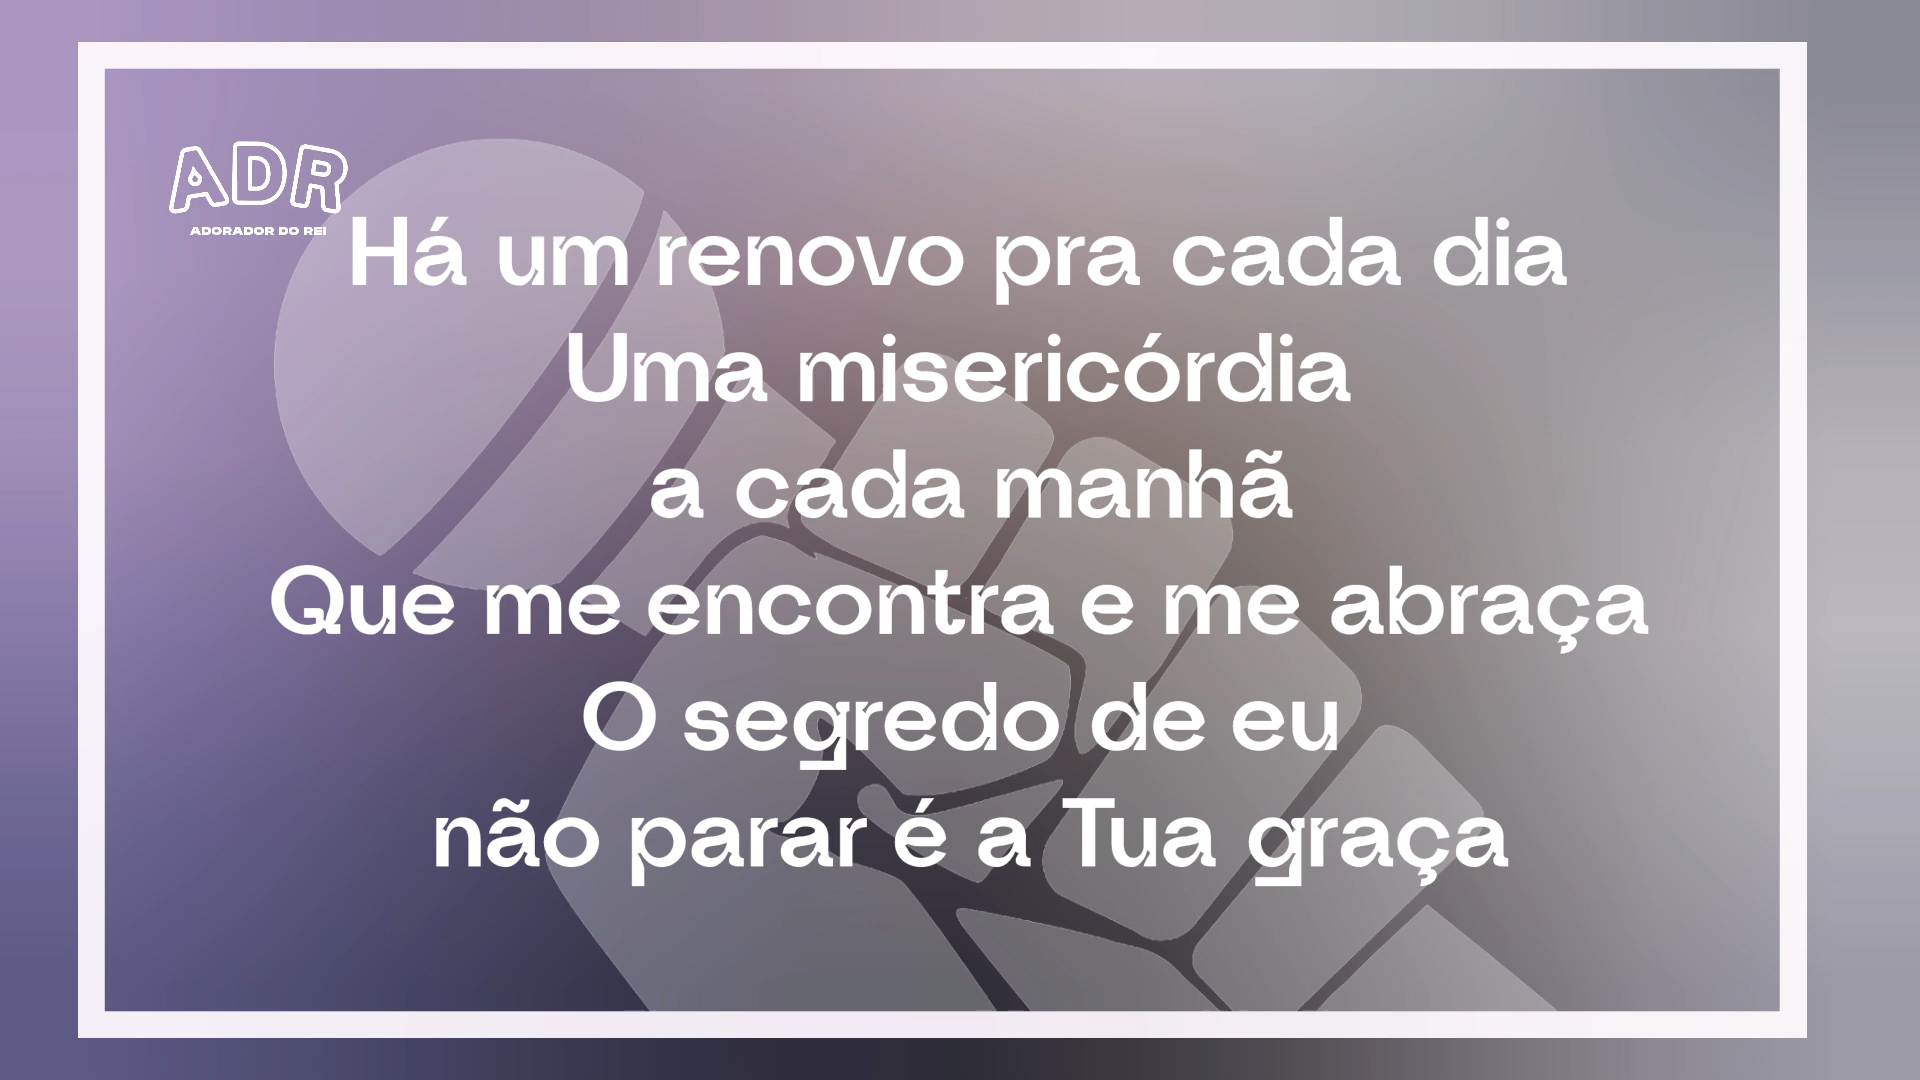 ADR
ADORADOR DO REI
Há um renovo pra cada dia
Uma misericórdia
a cada manhã
Que me encontra e me abraça
O segredo de eu
não parar é a Tua graça